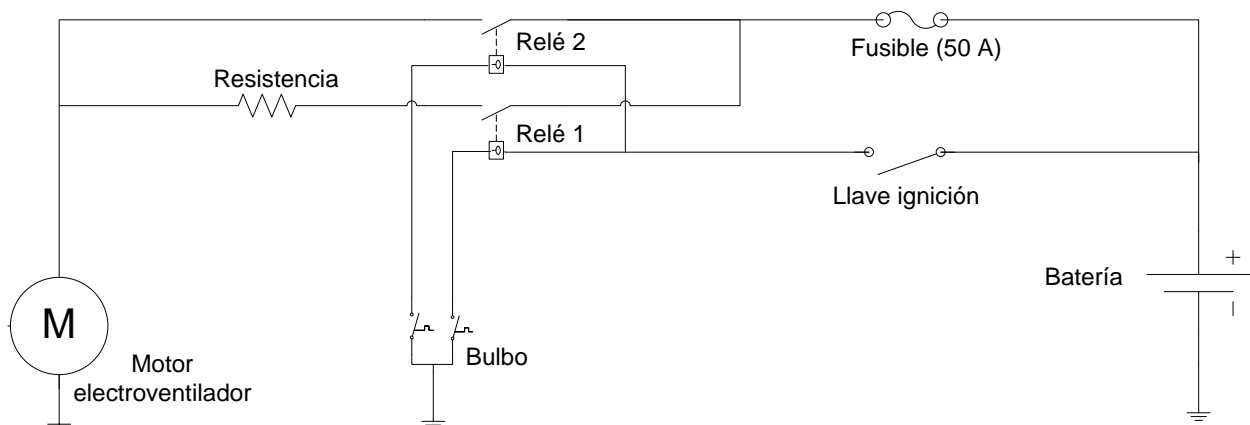 Relé 2
Fusible (50 A)
Resistencia
Relé 1
Llave ignición
Batería
+
M
Bulbo
Motor
electroventilador